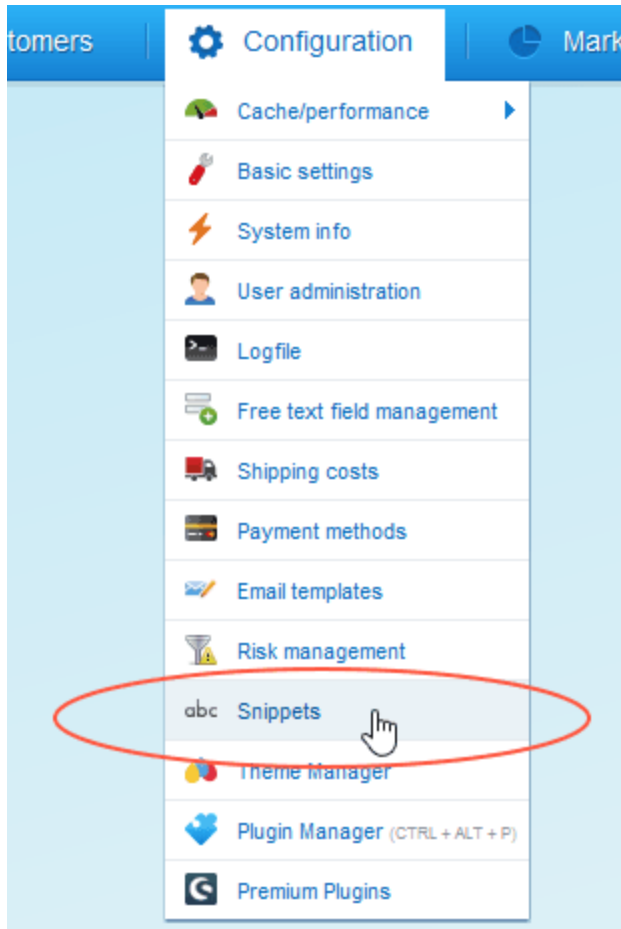 tomers
Configuration
Mark
Cache/performance
Basic settings
System info
User administration
Logfile
Free text field management
Shipping costs
Payment methods
Email templates
Risk management
abc Snippets
Theme Manager
Plugin Manager (CTRL + ALT + P)
Premium Plugins